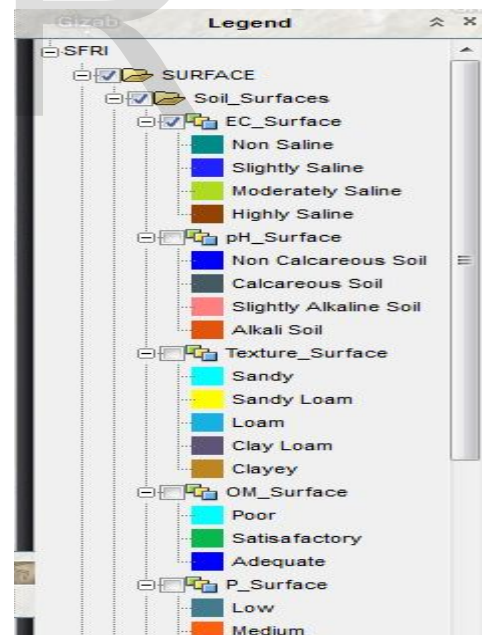 Gizab
Legend
SFRI
SURFACE
Soil_Surfaces
EC_Surface
Non Saline
Slightly Saline
Moderately Saline
Highly Saline
pH_Surface
Non Calcareous Soil
Calcareous Soil
Slightly Alkaline Soil
Alkali Soil
Texture_Surface
Sandy
Sandy Loam
Loam
Clay Loam
Clayey
OM_Surface
Poor
Satisafactory
Adequate
P_Surface
Low
Medium